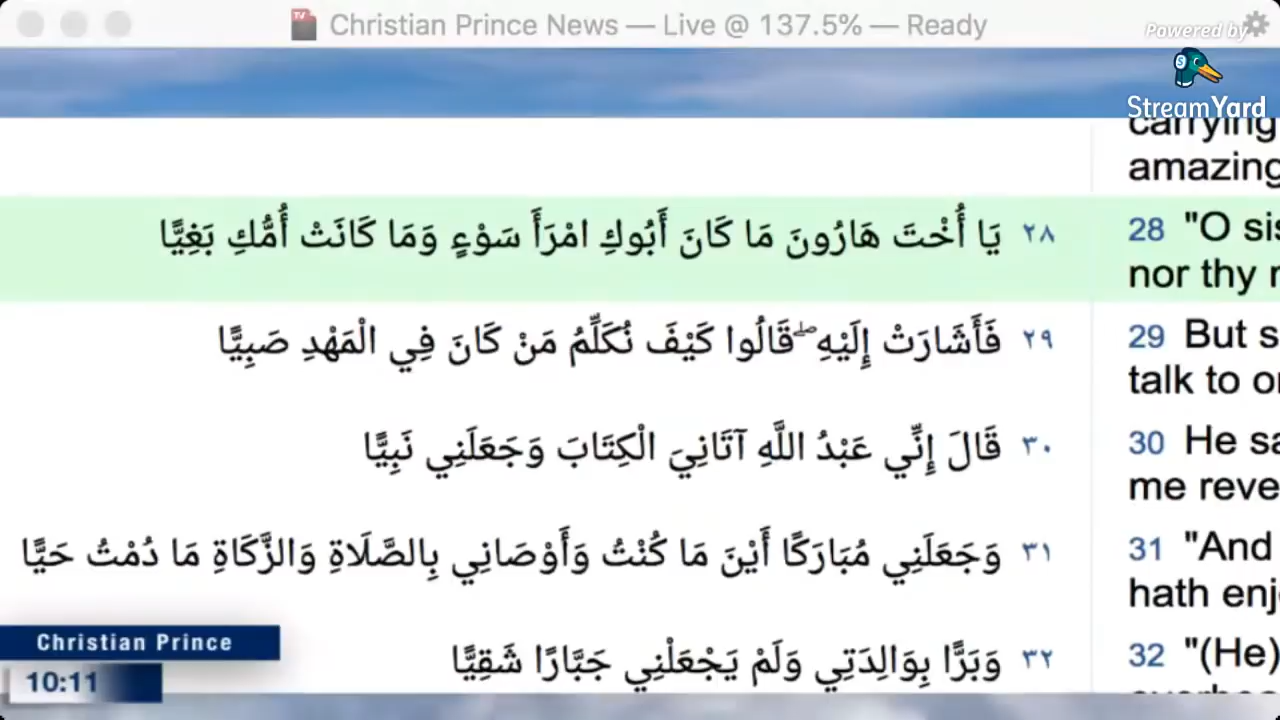 Christian Prince News — Live @ 137.5% — Ready
Powered by
StreamYard
carrying
amazing
يَا أُخْتَ هَارُونَ مَا كَانَ أَبُوكِ امْرَأَ سَوْءٍ وَمَا كَانَتْ أُمُّكِ بَغِيًّا ٢٨
28 "O sis
nor thy
فَأَشَارَتْ إِلَيْهِ ۖ قَالُوا كَيْفَ نُكَلِّمُ مَنْ كَانَ فِي الْمَهْدِ صَبِيًّا ٢٩
29 But s
talk to o
قَالَ إِنِّي عَبْدُ اللَّهِ آتَانِيَ الْكِتَابَ وَجَعَلَنِي نَبِيًّا ٣٠
30 He sa
me reve
وَجَعَلَنِي مُبَارَكًا أَيْنَ مَا كُنْتُ وَأَوْصَانِي بِالصَّلَاةِ وَالزَّكَاةِ مَا دُمْتُ حَيًّا ٣١
31 "And
hath enj
وَبَرًّا بِوَالِدَتِي وَلَمْ يَجْعَلْنِي جَبَّارًا شَقِيًّا ٣٢
32 "(He)
Christian Prince
10:11